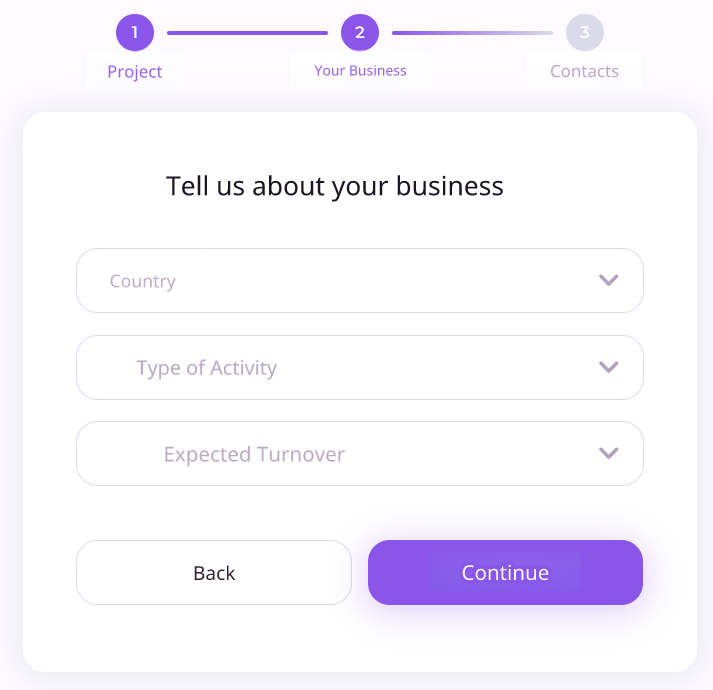 1
2
3
Project
Your Business
Contacts
Tell us about your business
Country
Type of Activity
Expected Turnover
Back
Continue